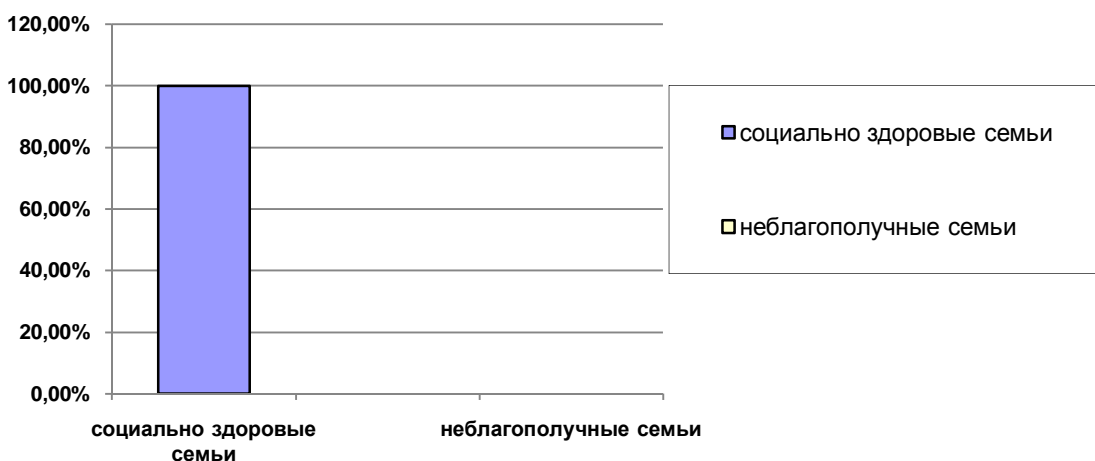 120,00%
100,00%
80,00%
60,00%
40,00%
20,00%
0,00%
социально здоровые
семьи
неблагополучные семьи
социально здоровые семьи
неблагополучные семьи